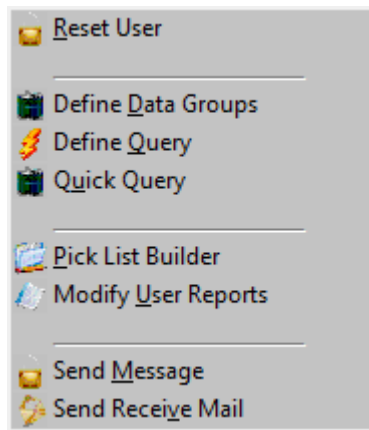 Reset User
Define Data Groups
Define Query
Quick Query
Pick List Builder
Modify User Reports
Send Message
Send Receive Mail